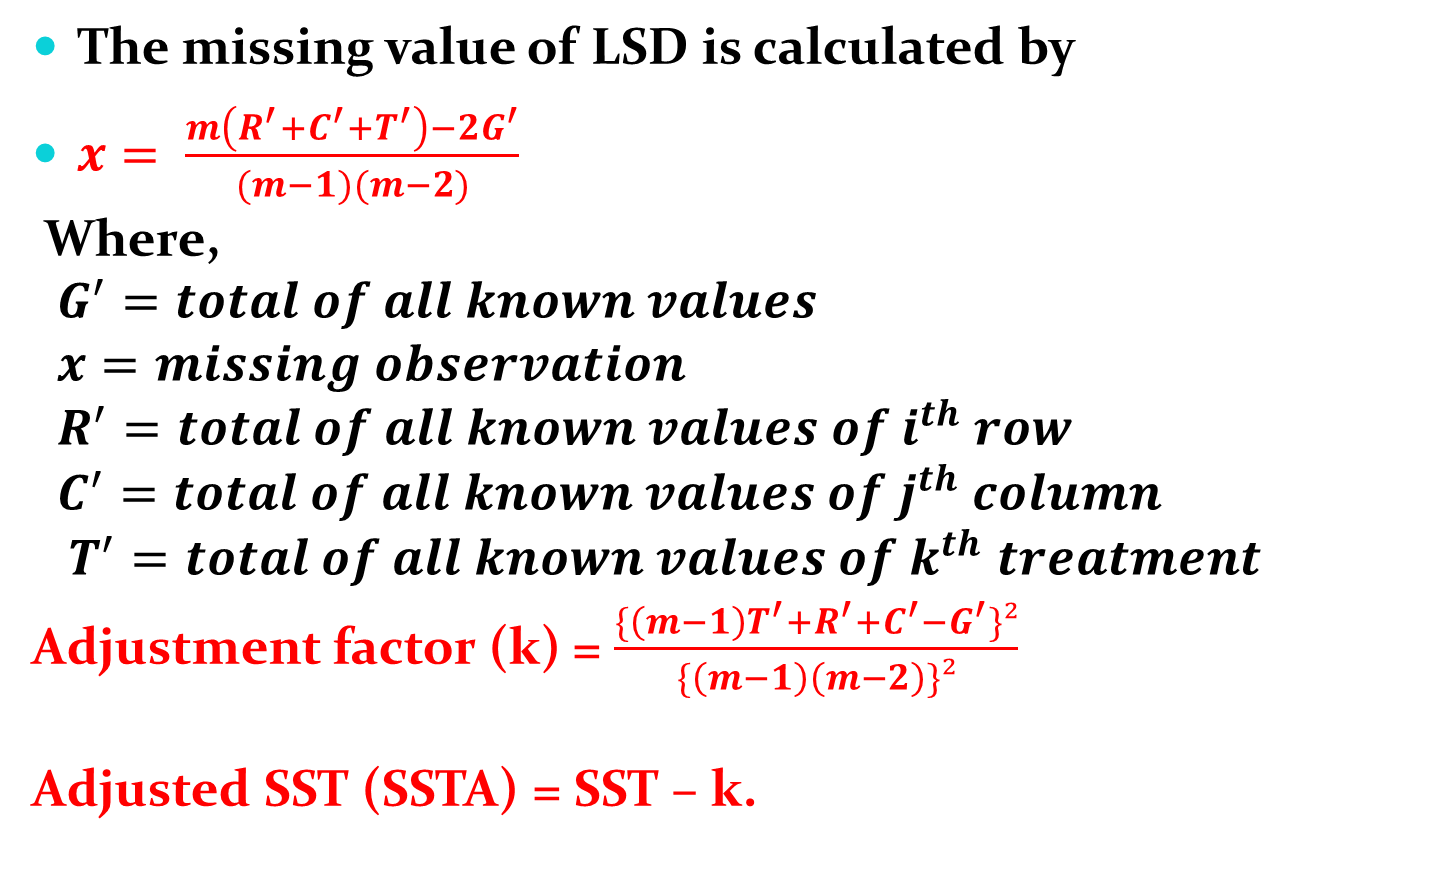 • The missing value of LSD is calculated by
• x = \frac{m(R′+C′+T′)−2G′}{(m−1)(m−2)}
Where,
G′ = total of all known values
x = missing observation
R′ = total of all known values of i^{th} row
C′ = total of all known values of j^{th} column
T′ = total of all known values of k^{th} treatment
Adjustment factor (k) = \frac{{(m−1)T′+R′+C′−G′}^2}{{(m−1)(m−2)}^2}
Adjusted SST (SSTA) = SST – k.